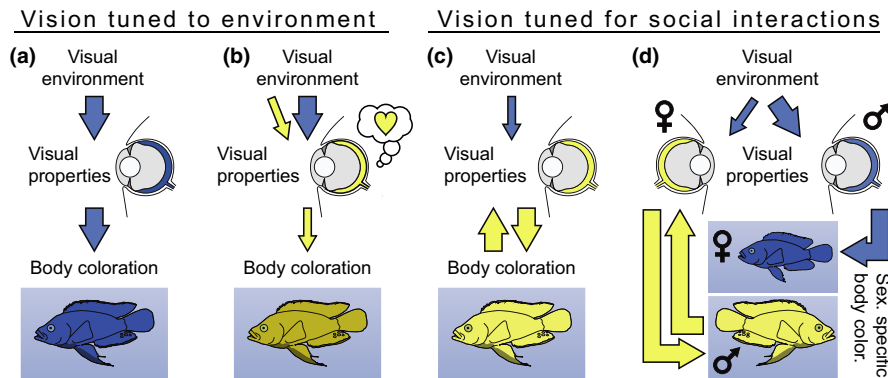 Vision tuned to environment
Vision tuned for social interactions
(a)
Visual
environment
Visual
properties
Body coloration
(b)
Visual
environment
Visual
properties
Body coloration
(c)
Visual
environment
Visual
properties
Body coloration
(d)
Visual
environment
♀
♂
Visual
properties
♀
♂
Sex. specific
body color.